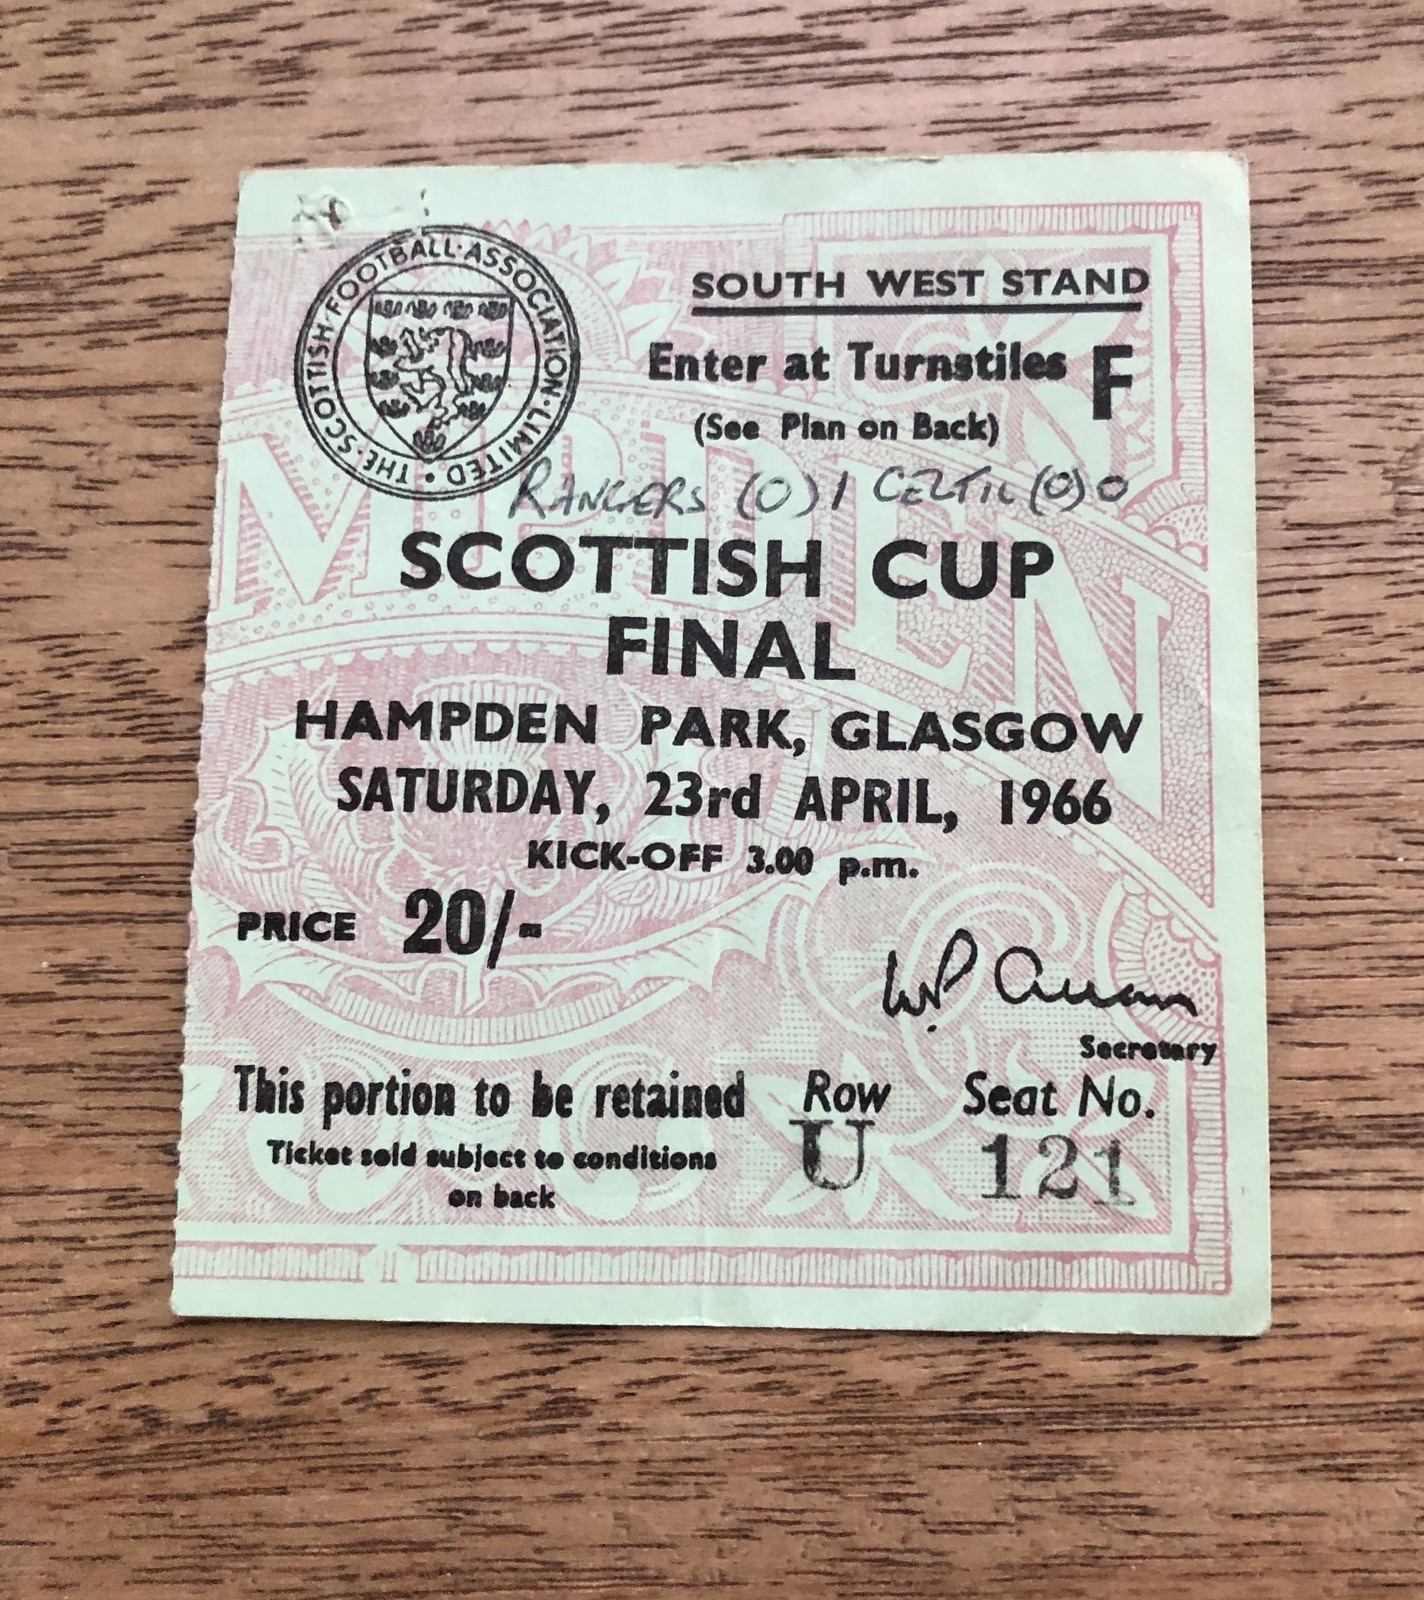 THE · SCOTTISH · FOOTBALL · ASSOCIATION · LIMITED ·
SOUTH WEST STAND
Enter at Turnstiles F
(See Plan on Back)
RANGERS (0) 1 CELTIC (0) 0
HAMPDEN
SCOTTISH CUP
FINAL
HAMPDEN PARK, GLASGOW
SATURDAY, 23rd APRIL, 1966
KICK-OFF 3.00 p.m.
PRICE 20/-
Secretary
This portion to be retained
Row Seat No.
Ticket sold subject to conditions
on back
U 121